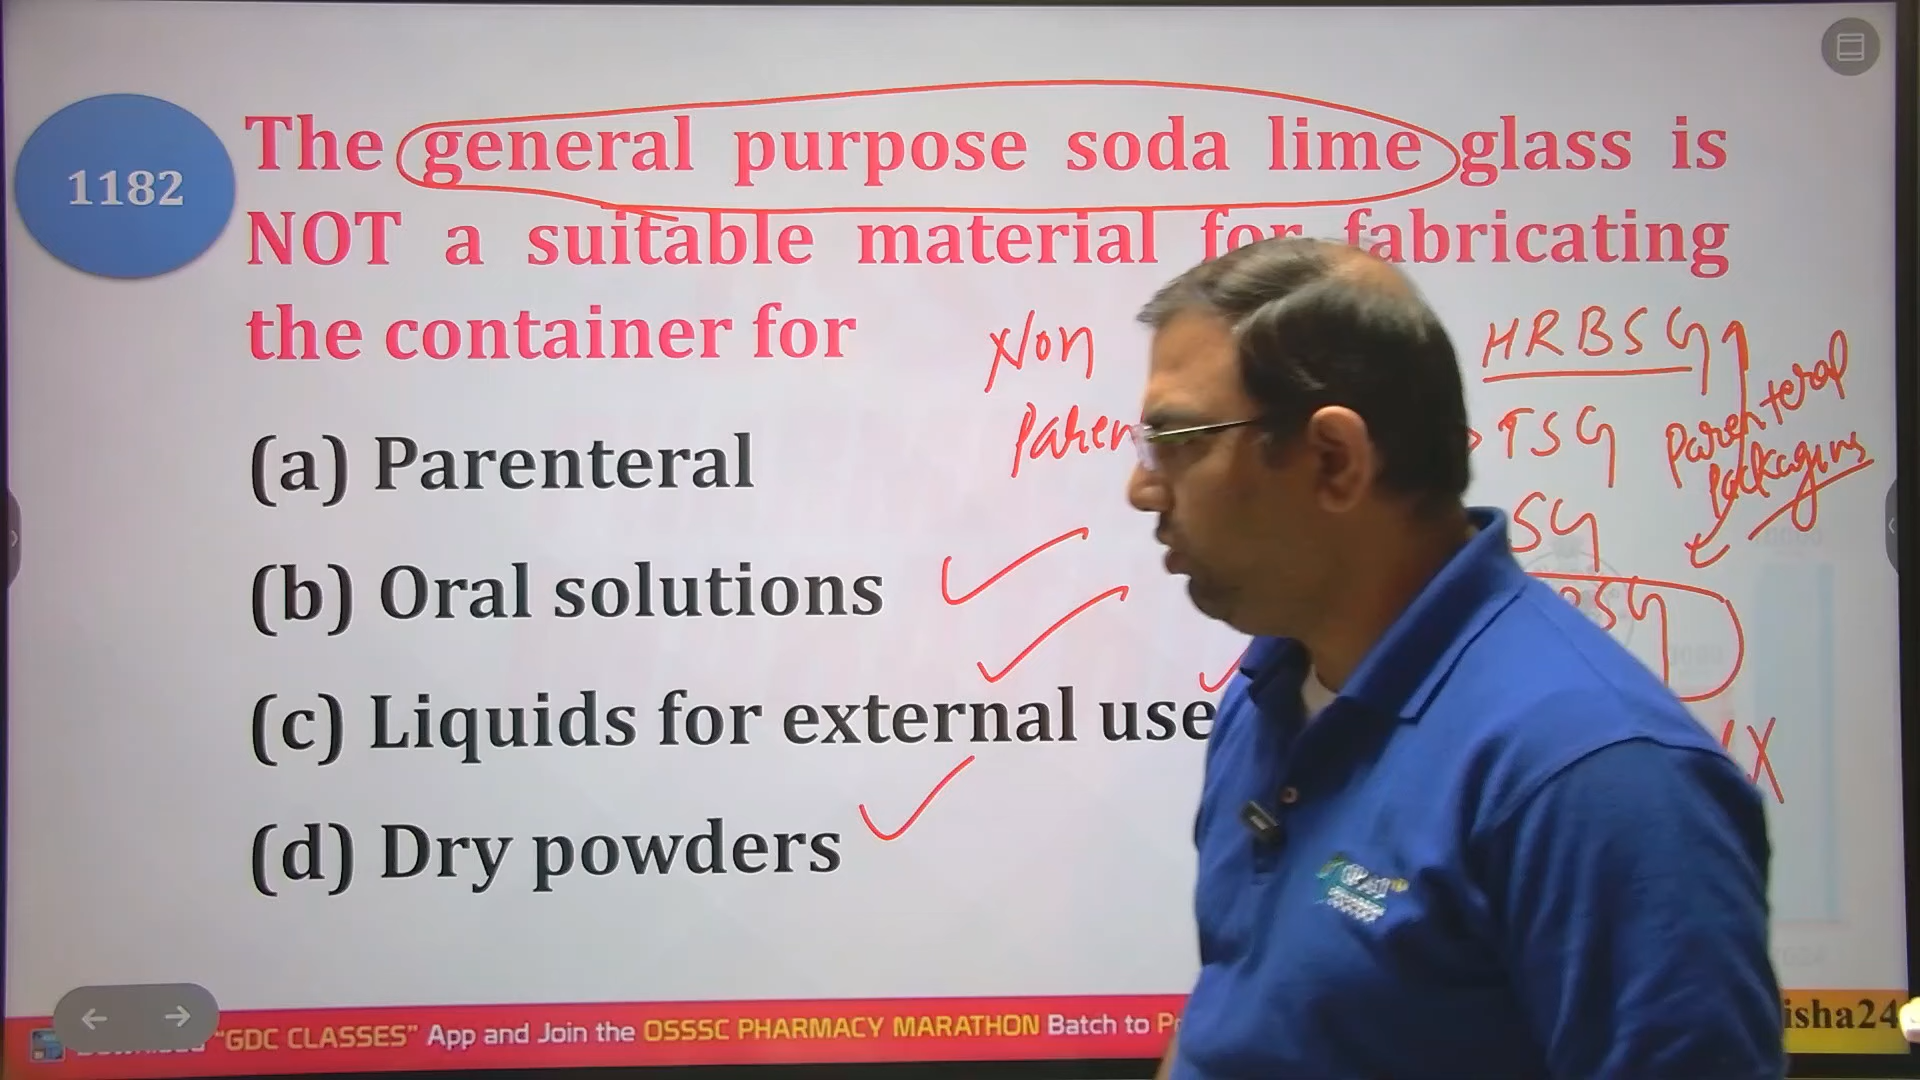 1182
The general purpose soda lime glass is
NOT a suitable material for fabricating
the container for
(a) Parenteral
(b) Oral solutions
(c) Liquids for external use
(d) Dry powders
Non
Paren
HRBSG
TSG
SG
Parenteral
Packaging
"GDC CLASSES" App and Join the OSSSC PHARMACY MARATHON Batch to
isha24
GPAT